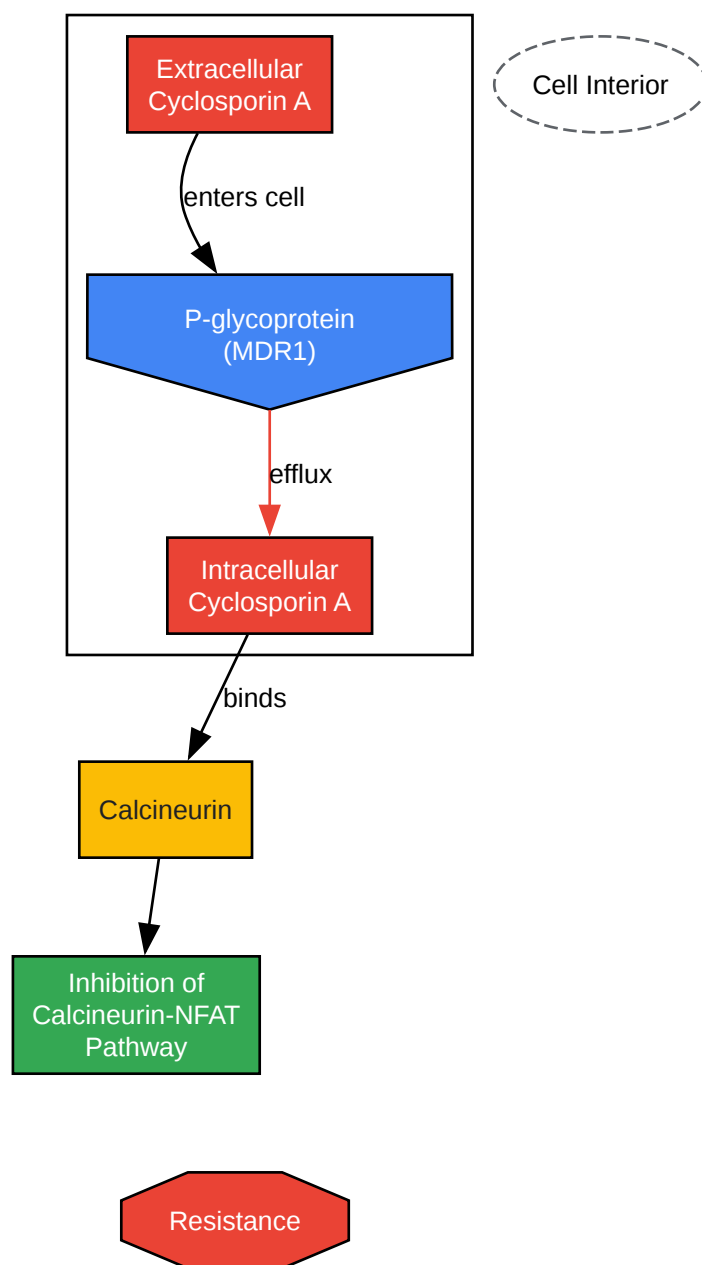 Extracellular
Cyclosporin A
Cell Interior
enters cell
P-glycoprotein
(MDR1)
efflux
Intracellular
Cyclosporin A
binds
Calcineurin
Inhibition of
Calcineurin-NFAT
Pathway
Resistance